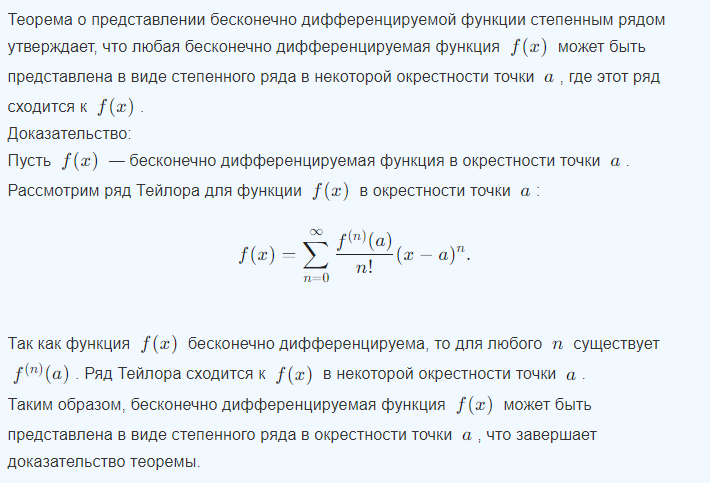 Теорема о представлении бесконечно дифференцируемой функции степенным рядом
утверждает, что любая бесконечно дифференцируемая функция f(x) может быть
представлена в виде степенного ряда в некоторой окрестности точки a , где этот ряд
сходится к f(x) .
Доказательство:
Пусть f(x) — бесконечно дифференцируемая функция в окрестности точки a .
Рассмотрим ряд Тейлора для функции f(x) в окрестности точки a :
f(x) = ∑_{n=0}^{∞} \frac{f^{(n)}(a)}{n!} (x − a)^n.
Так как функция f(x) бесконечно дифференцируема, то для любого n существует
f^{(n)}(a) . Ряд Тейлора сходится к f(x) в некоторой окрестности точки a .
Таким образом, бесконечно дифференцируемая функция f(x) может быть
представлена в виде степенного ряда в окрестности точки a , что завершает
доказательство теоремы.